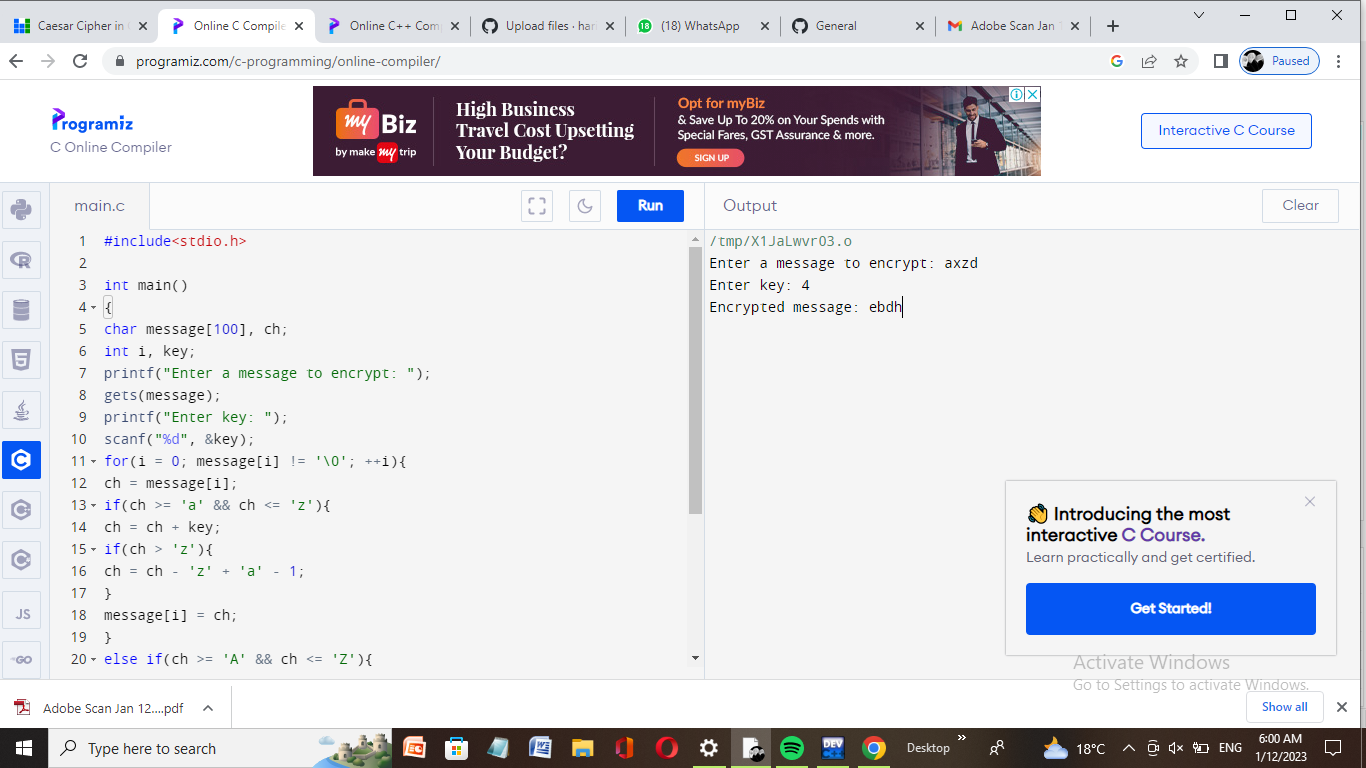 Caesar Cipher in
Online C Compile
Online C++ Com
Upload files · har
(18) WhatsApp
General
Adobe Scan Jan 1
programiz.com/c-programming/online-compiler/
Paused
Programiz
C Online Compiler
my Biz
by make my trip
High Business
Travel Cost Upsetting
Your Budget?
Opt for myBiz
& Save Up To 20% on Your Spends with
Special Fares, GST Assurance & more.
SIGN UP
Interactive C Course
main.c
Run
Output
Clear
1 #include<stdio.h>
2
3 int main()
4 {
5 char message[100], ch;
6 int i, key;
7 printf("Enter a message to encrypt: ");
8 gets(message);
9 printf("Enter key: ");
10 scanf("%d", &key);
11 for(i = 0; message[i] != '\0'; ++i){
12 ch = message[i];
13 if(ch >= 'a' && ch <= 'z'){
14 ch = ch + key;
15 if(ch > 'z'){
16 ch = ch - 'z' + 'a' - 1;
17 }
18 message[i] = ch;
19 }
20 else if(ch >= 'A' && ch <= 'Z'){
JS
GO
/tmp/X1JaLwvrO3.o
Enter a message to encrypt: axzd
Enter key: 4
Encrypted message: ebdh
👋 Introducing the most
interactive C Course.
Learn practically and get certified.
Get Started!
Activate Windows
Go to Settings to activate Windows.
Adobe Scan Jan 12....pdf
Show all
Type here to search
DEV
Desktop
18°C
ENG
6:00 AM
1/12/2023